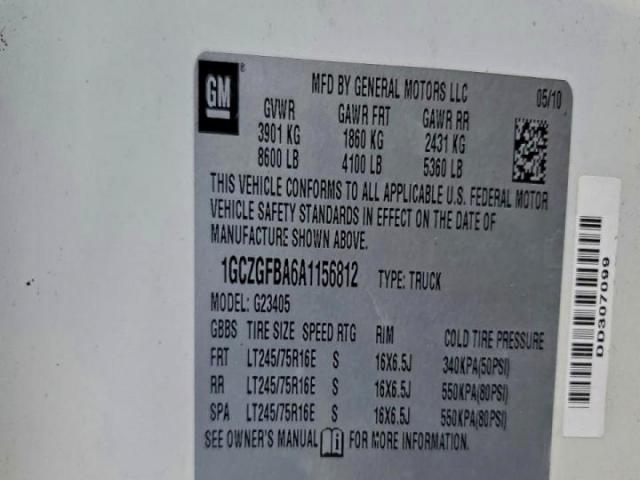 GM
MFD BY GENERAL MOTORS LLC 05/10
GVWR GAWR FRT GAWR RR
3901 KG 1860 KG 2431 KG
8600 LB 4100 LB 5360 LB
THIS VEHICLE CONFORMS TO ALL APPLICABLE U.S. FEDERAL MOTOR
VEHICLE SAFETY STANDARDS IN EFFECT ON THE DATE OF
MANUFACTURE SHOWN ABOVE.
1GCZGFBA6A1156812 TYPE: TRUCK
MODEL: G23405
GBBS TIRE SIZE SPEED RTG RIM COLD TIRE PRESSURE
FRT LT245/75R16E S 16X6.5J 340KPA(50PSI)
RR LT245/75R16E S 16X6.5J 550KPA(80PSI)
SPA LT245/75R16E S 16X6.5J 550KPA(80PSI)
SEE OWNER'S MANUAL FOR MORE INFORMATION.
DD307099